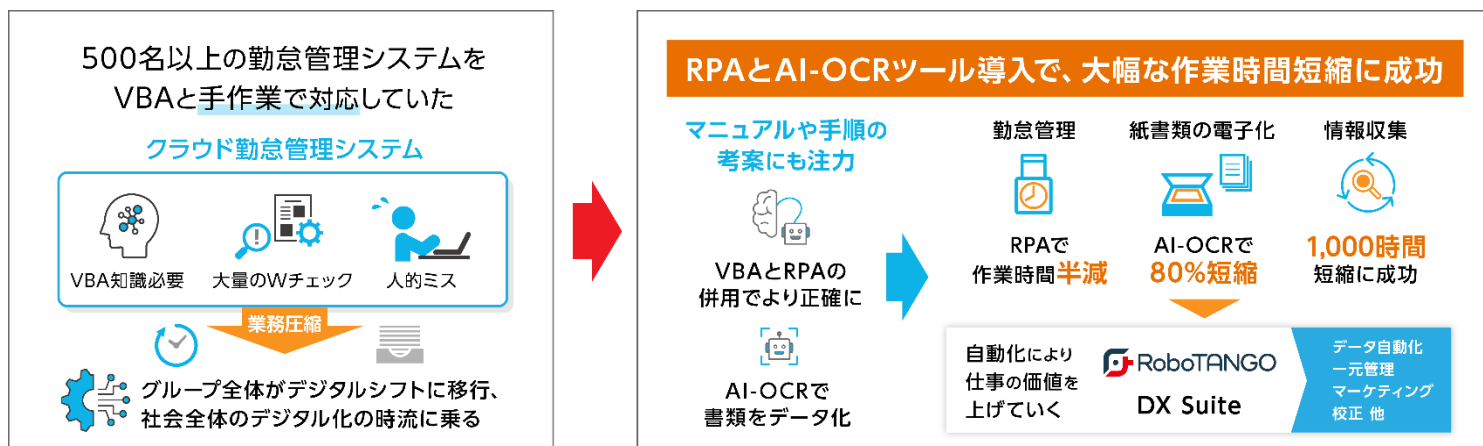 500名以上の勤怠管理システムを
VBAと手作業で対応していた
クラウド勤怠管理システム
VBA知識必要
大量のWチェック
人的ミス
業務圧縮
グループ全体がデジタルシフトに移行、
社会全体のデジタル化の時流に乗る
RPAとAI-OCRツール導入で、大幅な作業時間短縮に成功
マニュアルや手順の
考案にも注力
VBAとRPAの
併用でより正確に
AI-OCRで
書類をデータ化
勤怠管理
RPAで
作業時間半減
紙書類の電子化
AI-OCRで
80%短縮
情報収集
1,000時間
短縮に成功
自動化により
仕事の価値を
上げていく
RoboTANGO
DX Suite
データ自動化
一元管理
マーケティング
校正 他